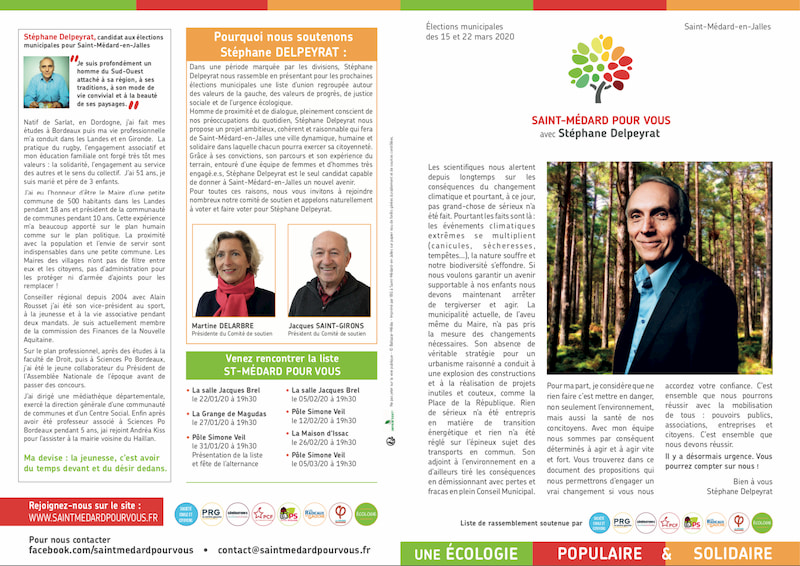 Stéphane Delpeyrat, candidat aux élections
municipales pour Saint-Médard-en-Jalles
"Je suis profondément un
homme du Sud-Ouest
attaché à sa région, à ses
traditions, à son mode de
vie convivial et à la beauté
de ses paysages."
Natif de Sarlat, en Dordogne, j'ai fait mes
études à Bordeaux puis ma vie professionnelle
m'a conduit dans les Landes et en Gironde. La
pratique du rugby, l'engagement associatif et
mon éducation familiale ont forgé très tôt mes
valeurs : la solidarité, l'engagement au service
des autres et le sens du collectif. J'ai 51 ans, je
suis marié et père de 3 enfants.
J'ai eu l'honneur d'être le Maire d'une petite
commune de 500 habitants dans les Landes
pendant 18 ans et président de la communauté
de communes pendant 10 ans. Cette expérience
m'a beaucoup apporté sur le plan humain
comme sur le plan politique. La proximité
avec la population et l'envie de servir sont
indispensables dans une petite commune. Les
Maires des villages n'ont pas de filtre entre
eux et les citoyens, pas d'administration pour
les protéger ni d'armée d'ajoints pour les
remplacer !
Conseiller régional depuis 2004 avec Alain
Rousset j'ai été son vice-président au sport,
à la jeunesse et à la vie associative pendant
deux mandats. Je suis actuellement membre
de la commission des Finances de la Nouvelle
Aquitaine.
Sur le plan professionnel, après des études à la
faculté de Droit, puis à Sciences Po Bordeaux,
j'ai été le jeune collaborateur du Président de
l'Assemblée Nationale de l'époque avant de
passer des concours.
J'ai dirigé une médiathèque départementale,
exercé la direction générale d'une communauté
de communes et d'un Centre Social. Enfin après
avoir été professeur associé à Sciences Po
Bordeaux pendant 5 ans, jai rejoint Andréa Kiss
pour l'assister à la mairie voisine du Haillan.
Ma devise : la jeunesse, c'est avoir
du temps devant et du désir dedans.
Rejoignez-nous sur le site :
WWW.SAINTMEDARDPOURVOUS.FR
Pour nous contacter
facebook.com/saintmedardpourvous • contact@saintmedardpourvous.fr
Pourquoi nous soutenons
Stéphane DELPEYRAT :
Dans une période marquée par les divisions, Stéphane
Delpeyrat nous rassemble en présentant pour les prochaines
élections municipales une liste d'union regroupée autour
des valeurs de la gauche, des valeurs de progrès, de justice
sociale et de l'urgence écologique.
Homme de proximité et de dialogue, pleinement conscient de
nos préoccupations du quotidien, Stéphane Delpeyrat nous
propose un projet ambitieux, cohérent et raisonnable qui fera
de Saint-Médard-en-Jalles une ville dynamique, humaine et
solidaire dans laquelle chacun pourra exercer sa citoyenneté.
Grâce à ses convictions, son parcours et son expérience du
terrain, entouré d'une équipe de femmes et d'hommes très
engagé.e.s, Stéphane Delpeyrat est le seul candidat capable
de donner à Saint-Médard-en-Jalles un nouvel avenir.
Pour toutes ces raisons, nous vous invitons à rejoindre
nombreux notre comité de soutien et appelons naturellement
à voter et faire voter pour Stéphane Delpeyrat.
Martine DELARBRE
Présidente du Comité de soutien
Jacques SAINT-GIRONS
Président du Comité de soutien
Venez rencontrer la liste
ST-MÉDARD POUR VOUS
• La salle Jacques Brel
le 22/01/20 à 19h30
• La Grange de Magudas
le 27/01/20 à 19h30
• Pôle Simone Veil
le 31/01/20 à 19h30
Présentation de la liste
et fête de l'alternance
• La salle Jacques Brel
le 05/02/20 à 19h30
• Pôle Simone Veil
le 12/02/20 à 19h30
• La Maison d'Issac
le 26/02/20 à 19h30
• Pôle Simone Veil
le 05/03/20 à 19h30
PRG
PCF
PS
ÉCOLOGIE
Élections municipales
des 15 et 22 mars 2020
Saint-Médard-en-Jalles
SAINT-MÉDARD POUR VOUS
avec Stéphane Delpeyrat
Les scientifiques nous alertent
depuis longtemps sur les
conséquences du changement
climatique et pourtant, à ce jour,
pas grand-chose de sérieux n'a
été fait. Pourtant les faits sont là :
les événements climatiques
extrêmes se multiplient
(canicules, sécheresses,
tempêtes...), la nature souffre et
notre biodiversité s'effondre. Si
nous voulons garantir un avenir
supportable à nos enfants nous
devons maintenant arrêter
de tergiverser et agir. La
municipalité actuelle, de l'aveu
même du Maire, n'a pas pris
la mesure des changements
nécessaires. Son absence de
véritable stratégie pour un
urbanisme raisonné a conduit à
une explosion des constructions
et à la réalisation de projets
inutiles et couteux, comme la
Place de la République. Rien
de sérieux n'a été entrepris
en matière de transition
énergétique et rien n'a été
réglé sur l'épineux sujet des
transports en commun. Son
adjoint à l'environnement en a
d'ailleurs tiré les conséquences
en démissionnant avec pertes et
fracas en plein Conseil Municipal.
Pour ma part, je considère que ne
rien faire c'est mettre en danger,
non seulement l'environnement,
mais aussi la santé de nos
concitoyens. Avec mon équipe
nous sommes par conséquent
déterminés à agir et à agir vite
et fort. Vous trouverez dans ce
document des propositions qui
nous permettrons d'engager un
vrai changement si vous nous
accordez votre confiance. C'est
ensemble que nous pourrons
réussir avec la mobilisation
de tous : pouvoirs publics,
associations, entreprises et
citoyens. C'est ensemble que
nous devons réussir.
Il y a désormais urgence. Vous
pourrez compter sur nous !
Bien à vous
Stéphane Delpeyrat
Liste de rassemblement soutenue par
PRG
PCF
PS
ÉCOLOGIE
UNE ÉCOLOGIE POPULAIRE & SOLIDAIRE